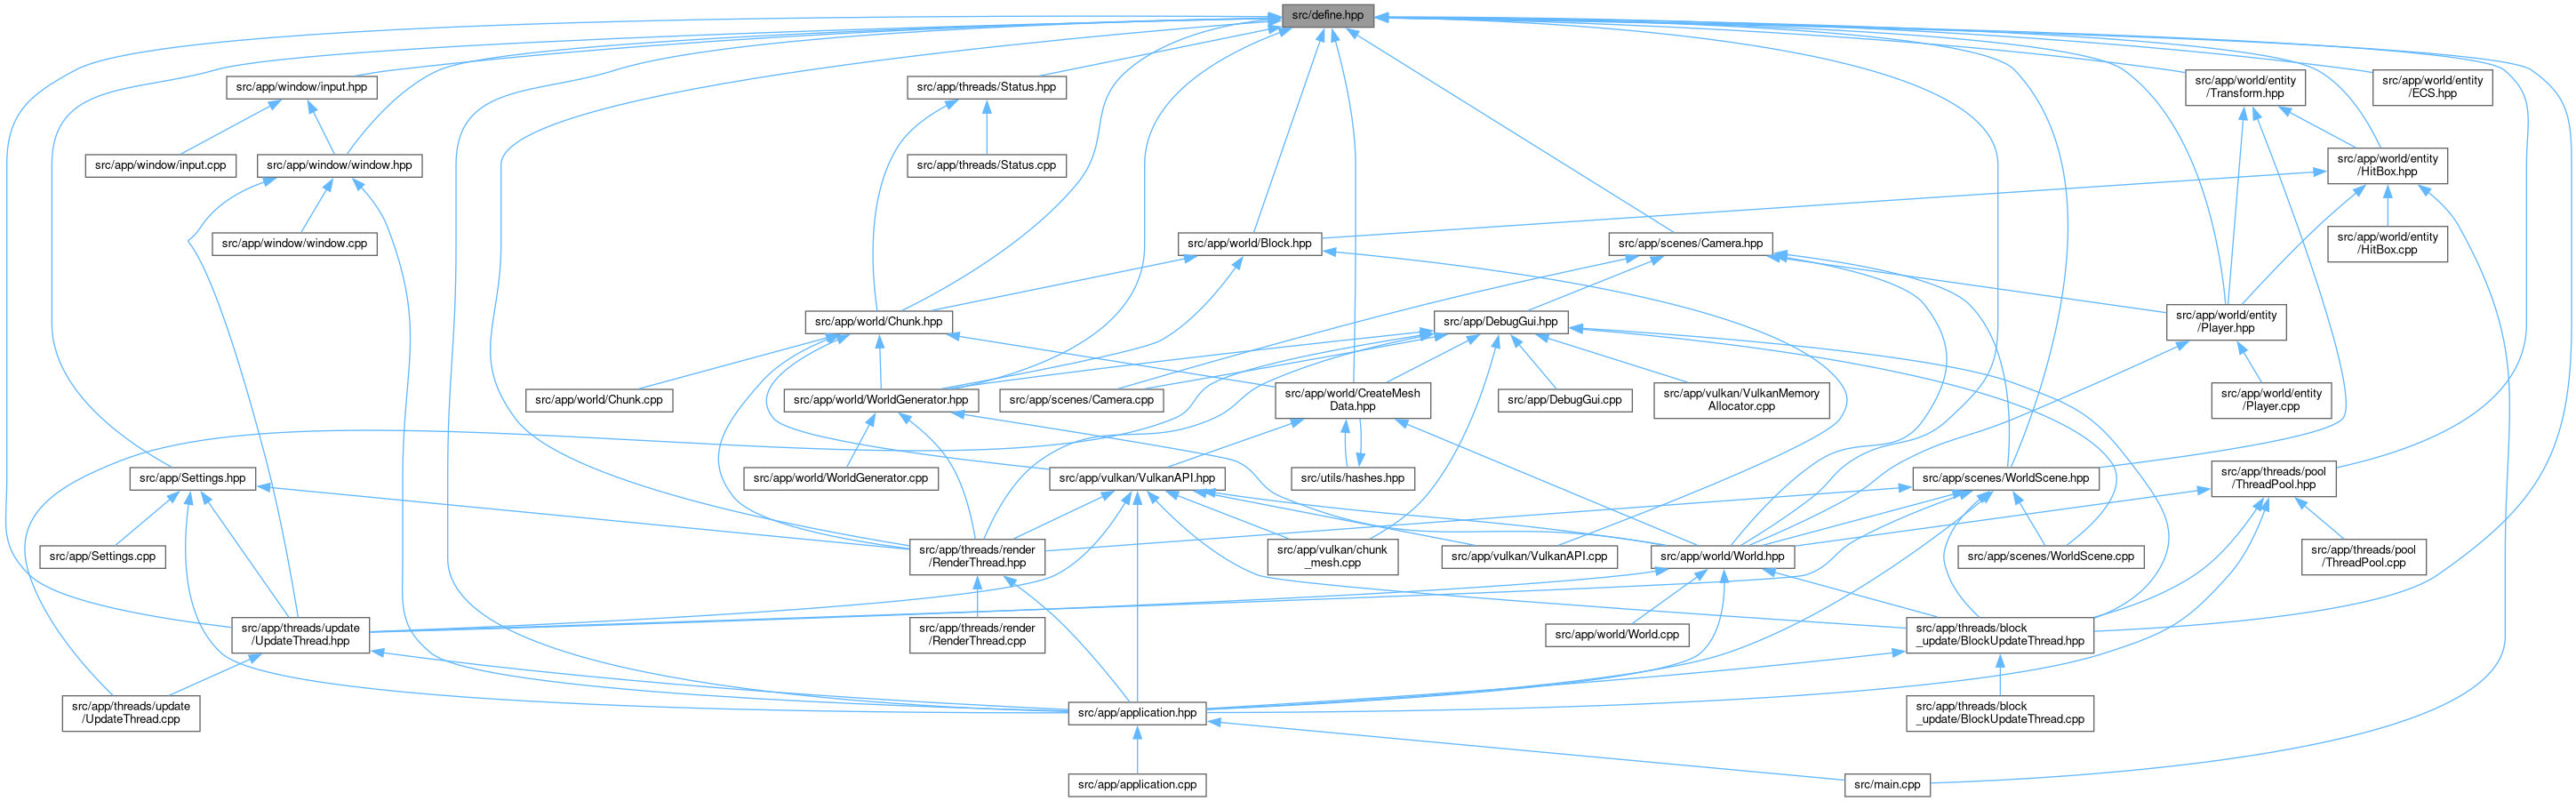 src/define.hpp
src/app/window/input.hpp
src/app/threads/Status.hpp
src/app/world/entity
/Transform.hpp
src/app/world/entity
/ECS.hpp
src/app/window/input.cpp
src/app/window/window.hpp
src/app/threads/Status.cpp
src/app/world/entity
/HitBox.hpp
src/app/window/window.cpp
src/app/world/Block.hpp
src/app/scenes/Camera.hpp
src/app/world/entity
/HitBox.cpp
src/app/world/Chunk.hpp
src/app/DebugGui.hpp
src/app/world/entity
/Player.hpp
src/app/world/Chunk.cpp
src/app/world/WorldGenerator.hpp
src/app/scenes/Camera.cpp
src/app/world/CreateMesh
Data.hpp
src/app/DebugGui.cpp
src/app/vulkan/VulkanMemory
Allocator.cpp
src/app/world/entity
/Player.cpp
src/app/Settings.hpp
src/app/world/WorldGenerator.cpp
src/app/vulkan/VulkanAPI.hpp
src/utils/hashes.hpp
src/app/scenes/WorldScene.hpp
src/app/threads/pool
/ThreadPool.hpp
src/app/Settings.cpp
src/app/threads/render
/RenderThread.hpp
src/app/vulkan/chunk
_mesh.cpp
src/app/vulkan/VulkanAPI.cpp
src/app/world/World.hpp
src/app/scenes/WorldScene.cpp
src/app/threads/pool
/ThreadPool.cpp
src/app/threads/update
/UpdateThread.hpp
src/app/threads/render
/RenderThread.cpp
src/app/world/World.cpp
src/app/threads/block
_update/BlockUpdateThread.hpp
src/app/threads/update
/UpdateThread.cpp
src/app/application.hpp
src/app/threads/block
_update/BlockUpdateThread.cpp
src/app/application.cpp
src/main.cpp